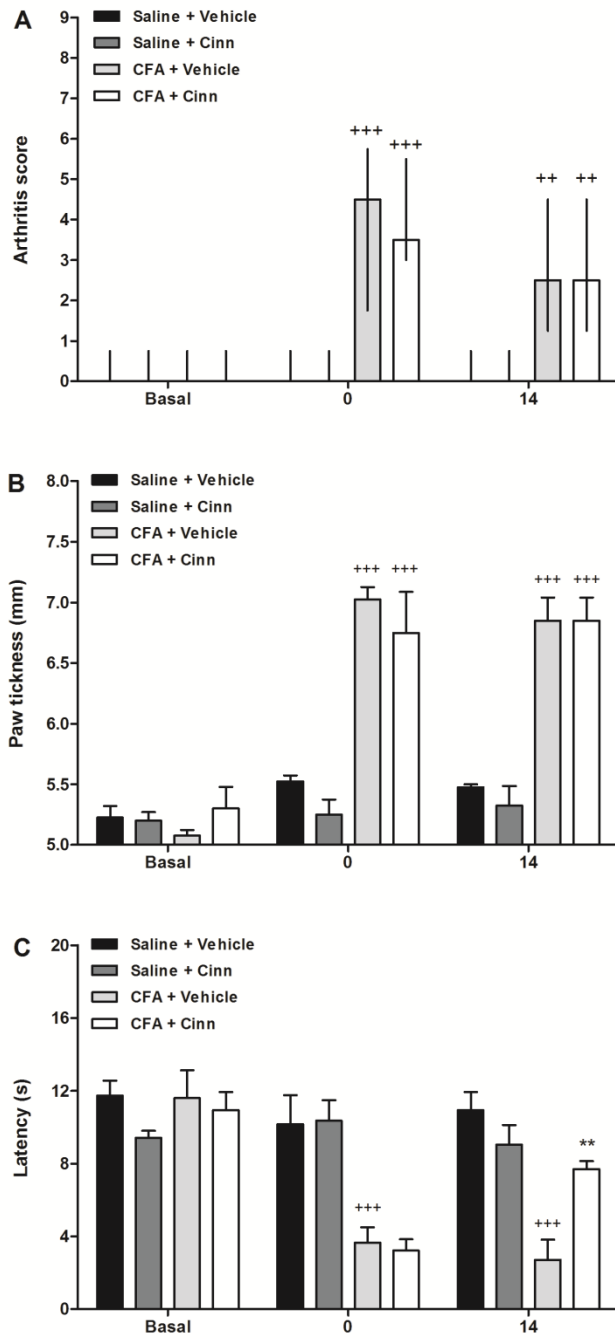 A
Saline + Vehicle
Saline + Cinn
CFA + Vehicle
CFA + Cinn
Arthritis score
9
8
7
6
5
4
3
2
1
0
+++
+++
++
++
Basal
0
14
B
Saline + Vehicle
Saline + Cinn
CFA + Vehicle
CFA + Cinn
Paw tickness (mm)
8.0
7.5
7.0
6.5
6.0
5.5
5.0
+++
+++
+++
+++
Basal
0
14
C
Saline + Vehicle
Saline + Cinn
CFA + Vehicle
CFA + Cinn
Latency (s)
20
16
12
8
4
0
+++
+++
**
Basal
0
14